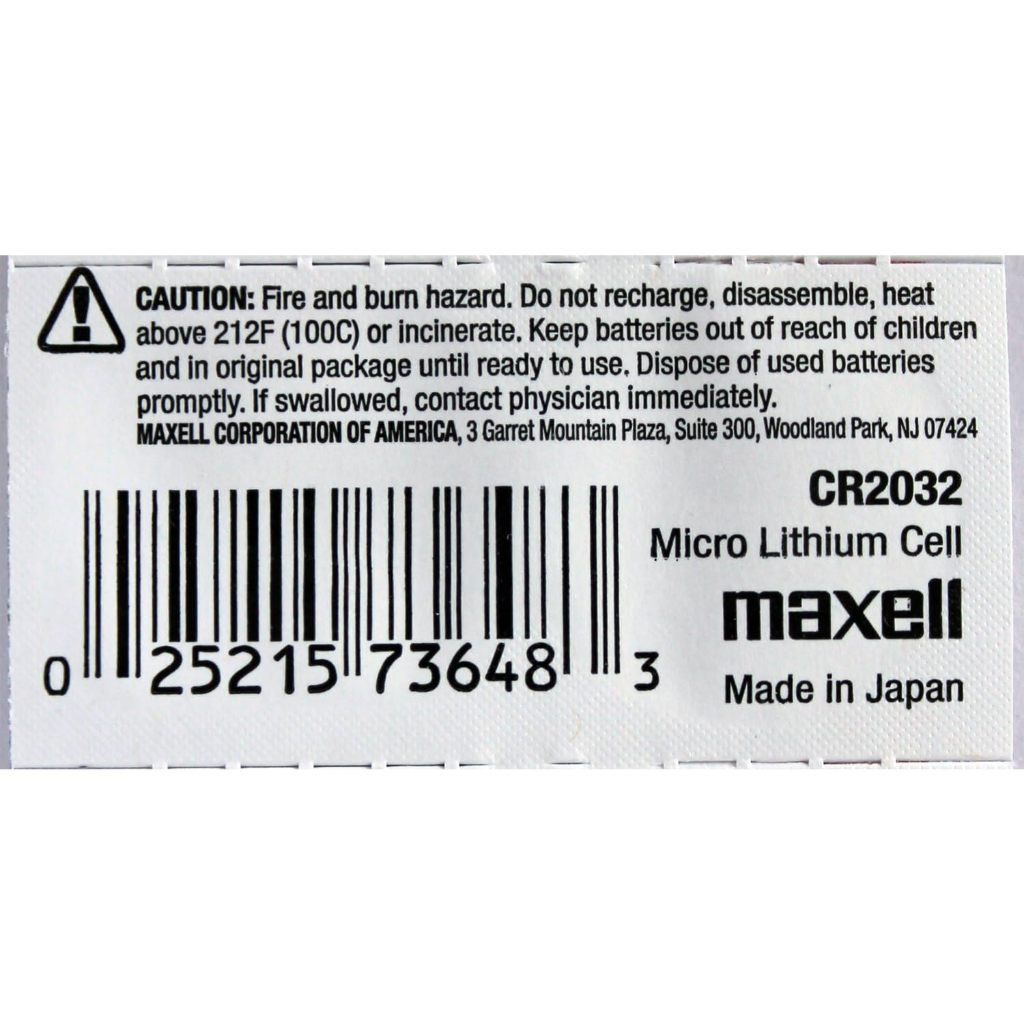 CAUTION: Fire and burn hazard. Do not recharge, disassemble, heat
above 212F (100C) or incinerate. Keep batteries out of reach of children
and in original package until ready to use. Dispose of used batteries
promptly. If swallowed, contact physician immediately.
MAXELL CORPORATION OF AMERICA, 3 Garret Mountain Plaza, Suite 300, Woodland Park, NJ 07424
CR2032
Micro Lithium Cell
maxell
Made in Japan
0 25215 73648 3